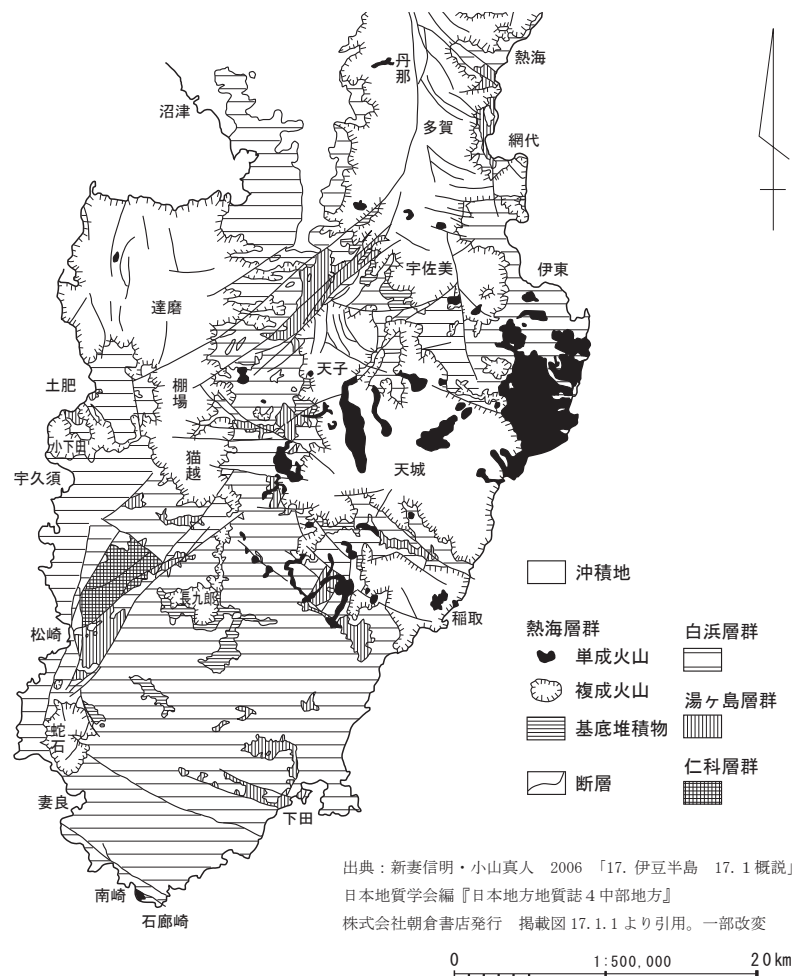 熱海
丹那
沼津
多賀
網代
宇佐美
伊東
達磨
天子
土肥
棚場
小下田
猫越
天城
宇久須
沖積地
長九郎
稲取
熱海層群
白浜層群
松崎
単成火山
複成火山
湯ヶ島層群
蛇石
基底堆積物
仁科層群
断層
妻良
下田
出典：新妻信明・小山真人　2006　「17. 伊豆半島　17.1 概説」
日本地質学会編『日本地方地質誌４中部地方』
南崎
株式会社朝倉書店発行　掲載図 17.1.1 より引用。一部改変
石廊崎
0　1:500,000　20km